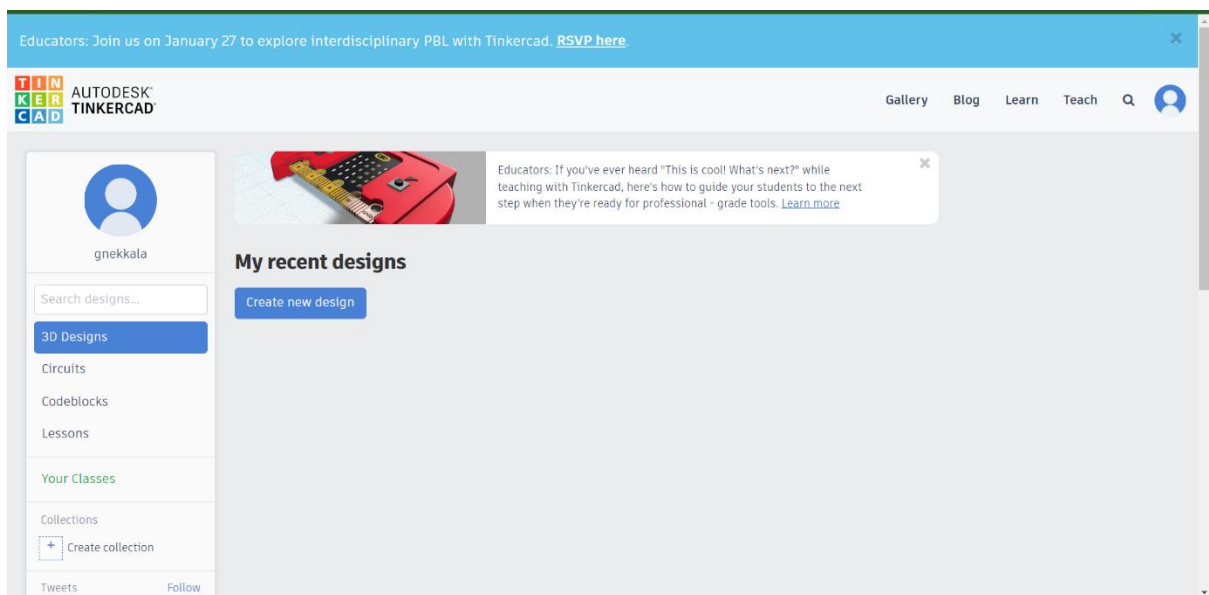 Educators: Join us on January 27 to explore interdisciplinary PBL with Tinkercad. RSVP here.
TIN
KER
CAD
AUTODESK®
TINKERCAD®
Gallery Blog Learn Teach
gnekkala
Search designs...
3D Designs
Circuits
Codeblocks
Lessons
Your Classes
Collections
+ Create collection
Tweets Follow
Educators: If you've ever heard "This is cool! What's next?" while
teaching with Tinkercad, here's how to guide your students to the next
step when they're ready for professional - grade tools. Learn more
My recent designs
Create new design